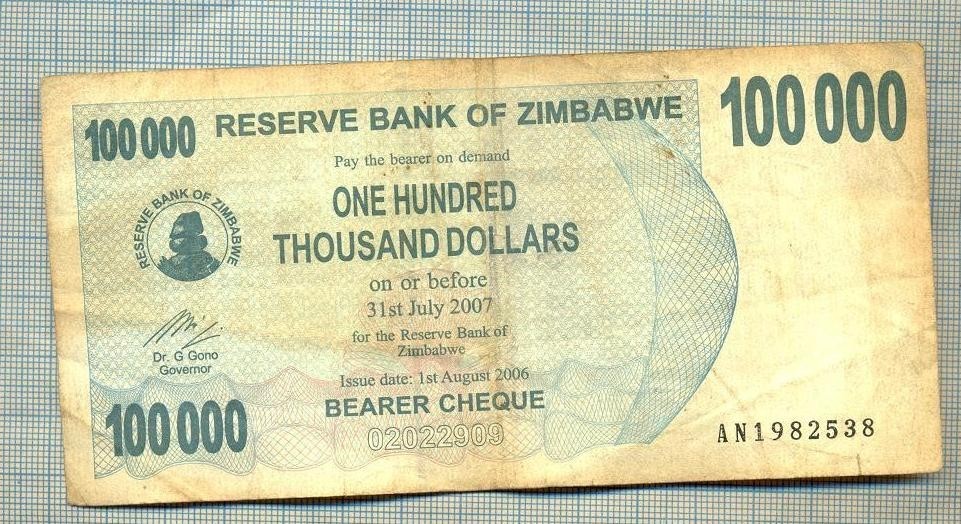 100 000 RESERVE BANK OF ZIMBABWE 100 000
Pay the bearer on demand
ONE HUNDRED
THOUSAND DOLLARS
RESERVE BANK OF ZIMBABWE
on or before
31st July 2007
for the Reserve Bank of
Zimbabwe
Dr. G Gono
Governor
Issue date: 1st August 2006
BEARER CHEQUE
100 000
02022909
AN1982538